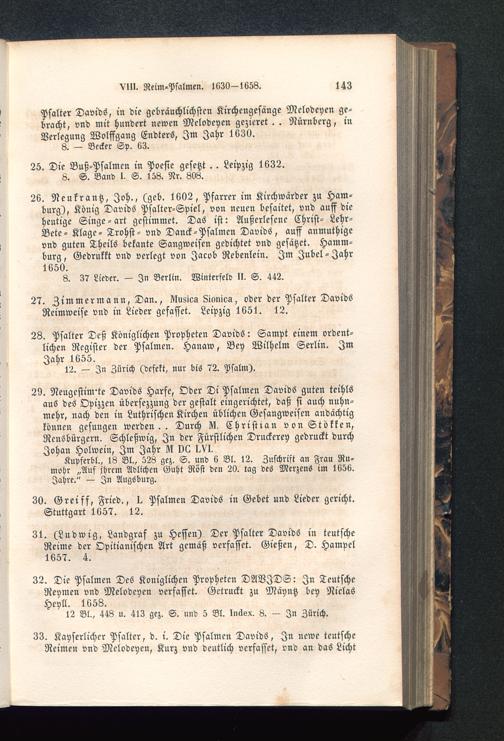 VIII. Reim-Psalmen. 1630—1658. 143
Psalter Davids, in die gebräuchlichsten Kirchengesänge Melodeyen ge-
bracht, vnd mit hundert newen Melodeyen gezieret . . Nürnberg, in
Verlegung Wolffgang Endters, Im Jahr 1630.
8. — Becker Sp. 63.
25. Die Buß-Psalmen in Poesie gesetzt . . Leipzig 1632.
8. S. Band I. S. 158. Nr. 808.
26. Neukrantz, Joh., (geb. 1602, Pfarrer im Kirchwärder zu Ham-
burg), König Davids Psalter-Spiel, von neuen besaitet, vnd auff die
heutige Singe-art gestimmet. Das ist: Außerlesene Christ- Lehr-
Bete- Klage- Trohst- vnd Danck-Psalmen Davids, auff anmuthige
vnd guten Theils bekante Sangweisen gedichtet vnd gesätzet. Hamm-
burg, Gedrukkt vnd verlegt von Jacob Rebenlein. Im Jubel-Jahr
1650.
8. 37 Lieder. — In Berlin. Winterfeld II. S. 442.
27. Zimmermann, Dan., Musica Sionica, oder der Psalter Davids
Reimweise vnd in Lieder gefasset. Leipzig 1651. 12.
28. Psalter Deß Königlichen Propheten Davids: Sampt einem ordent-
lichen Register der Psalmen. Hanaw, Bey Wilhelm Serlin. Im
Jahr 1655.
12. — In Zürich (defekt, nur bis 72. Psalm).
29. Neugestimte Davids Harfe, Oder Di Psalmen Davids guten teihls
aus des Opizzen übersezzung der gestalt eingerichtet, daß si auch nuhn-
mehr, nach den in Luthrischen Kirchen üblichen Gesangweisen andächtig
können gesungen werden . . Durch M. Christian von Stökken,
Rensbürgern. Schleßwig, In der Fürstlichen Druckerey gedruckt durch
Johan Holwein, Im Jahr M DC LVI.
Kupferbl., 18 Bl., 528 gez. S. und 6 Bl. 12. Zuschrift an Frau Ru-
mohr „Auf ihrem Adlichen Guht Röst den 20. tag des Merzens im 1656.
Jahre.“ — In Augsburg.
30. Greiff, Fried., L Psalmen Davids in Gebet und Lieder gericht.
Stuttgart 1657. 12.
31. (Ludwig, Landgraf zu Hessen) Der Psalter Davids in teutsche
Reime der Opitianischen Art gemäß verfasset. Gießen, D. Hampel
1657. 4.
32. Die Psalmen Des Koniglichen Propheten DAVJDS: In Teutsche
Reymen vnd Melodeyen verfasset. Getruckt zu Mäyntz bey Niclas
Heyll. 1658.
12 Bl., 448 u. 413 gez. S. und 5 Bl. Index. 8. — In Zürich.
33. Kayserlicher Psalter, d. i. Die Psalmen Davids, In newe teutsche
Reimen vnd Melodeyen, Kurz vnd deutlich verfasset, vnd an das Licht